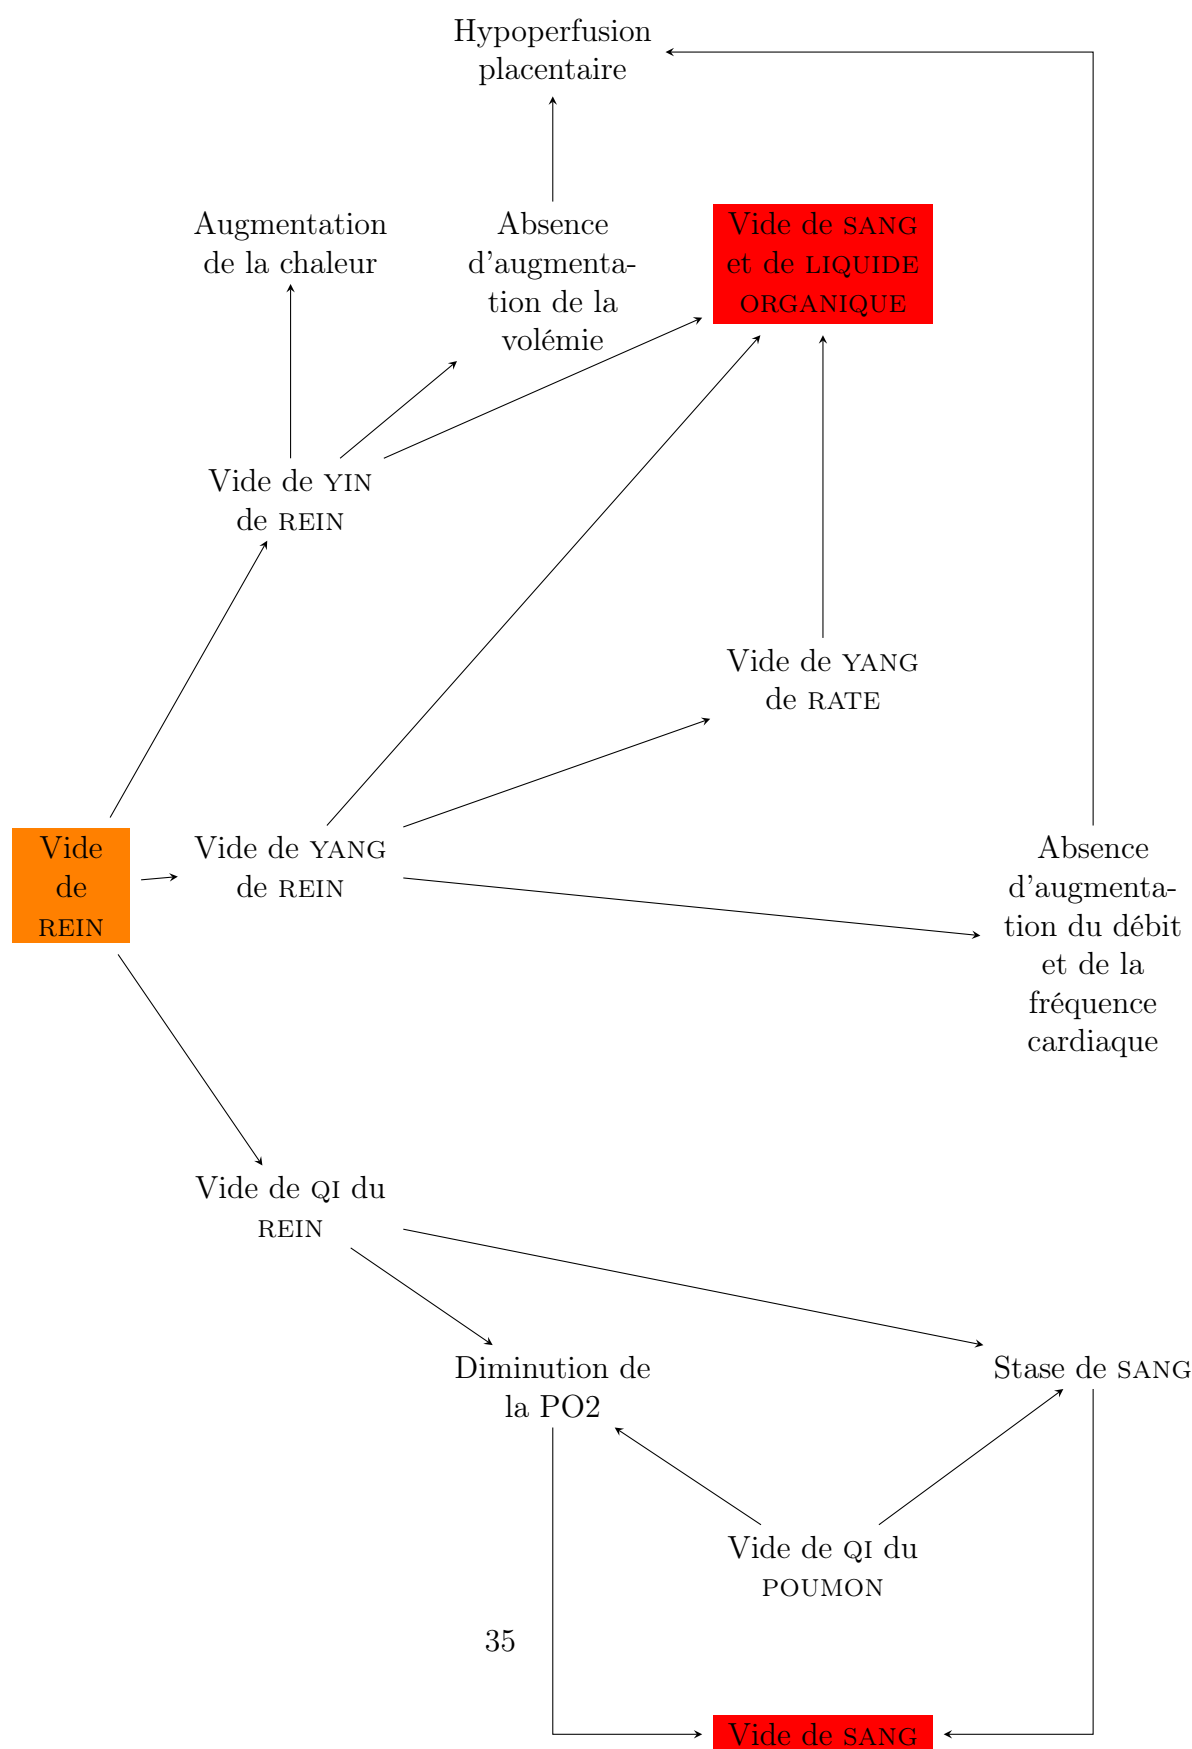 Hypoperfusion
placentaire
Augmentation
de la chaleur
Absence
d'augmenta-
tion de la
volémie
Vide de SANG
et de LIQUIDE
ORGANIQUE
Vide de YIN
de REIN
Vide de YANG
de RATE
Vide
de
REIN
Vide de YANG
de REIN
Absence
d'augmenta-
tion du débit
et de la
fréquence
cardiaque
Vide de QI du
REIN
Diminution de
la PO2
Stase de SANG
Vide de QI du
POUMON
35
Vide de SANG